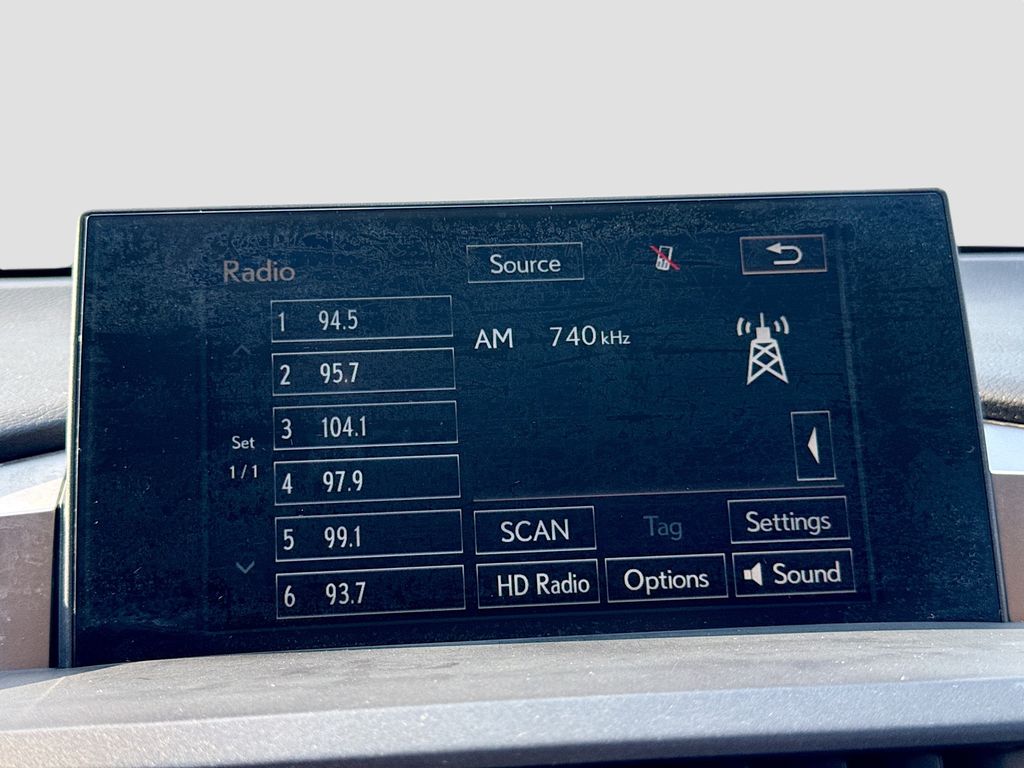 Radio
Source
1 94.5
AM 740 kHz
2 95.7
3 104.1
Set
1/1
4 97.9
5 99.1
SCAN
Tag
Settings
6 93.7
HD Radio
Options
Sound